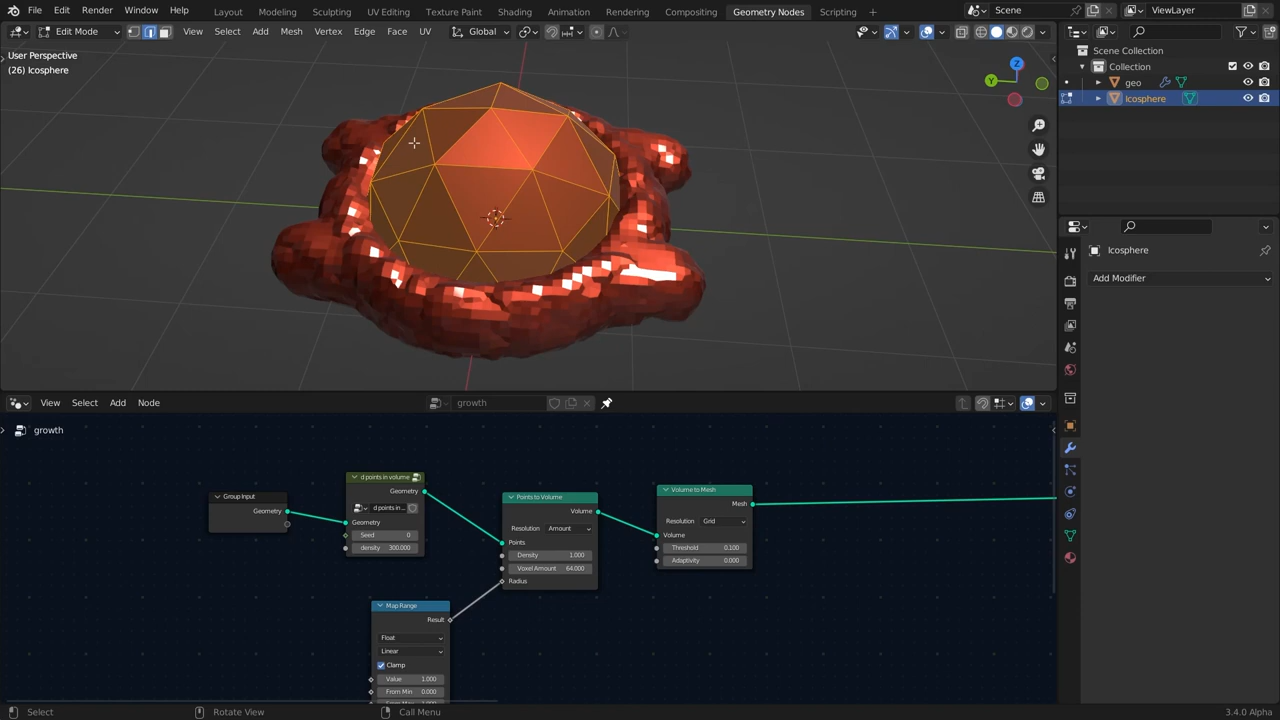 File Edit Render Window Help Layout Modeling Sculpting UV Editing Texture Paint Shading Animation Rendering Compositing Geometry Nodes Scripting + Scene ViewLayer
Edit Mode View Select Add Mesh Vertex Edge Face UV Global
User Perspective
(26) Icosphere
Z
Y
Scene Collection
Collection
geo
Icosphere
Icosphere
Add Modifier
View Select Add Node growth
growth
Group Input
Geometry
d points in volume
Geometry
d points in...
Geometry
Seed 0
density 300.000
Points to Volume
Volume
Resolution Amount
Points
Density 1.000
Voxel Amount 64.000
Radius
Volume to Mesh
Mesh
Resolution Grid
Volume
Threshold 0.100
Adaptivity 0.000
Map Range
Result
Float
Linear
Clamp
Value 1.000
From Min 0.000
Select Rotate View Call Menu 3.4.0 Alpha